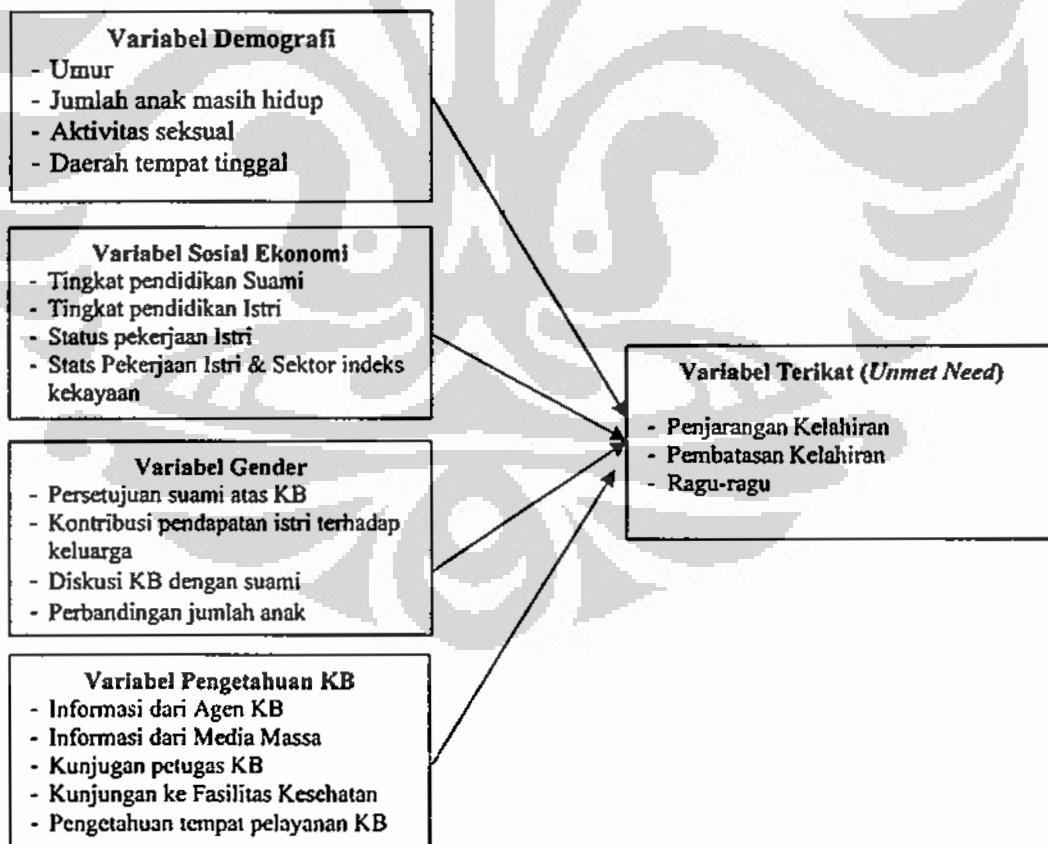 Variabel Demografi
- Umur
- Jumlah anak masih hidup
- Aktivitas seksual
- Daerah tempat tinggal
Variabel Sosial Ekonomi
- Tingkat pendidikan Suami
- Tingkat pendidikan Istri
- Status pekerjaan Istri
- Stats Pekerjaan Istri & Sektor indeks
kekayaan
Variabel Gender
- Persetujuan suami atas KB
- Kontribusi pendapatan istri terhadap
keluarga
- Diskusi KB dengan suami
- Perbandingan jumlah anak
Variabel Pengetahuan KB
- Informasi dari Agen KB
- Informasi dari Media Massa
- Kunjugan petugas KB
- Kunjungan ke Fasilitas Kesehatan
- Pengetahuan tempat pelayanan KB
Variabel Terikat (Unmet Need)
- Penjarangan Kelahiran
- Pembatasan Kelahiran
- Ragu-ragu